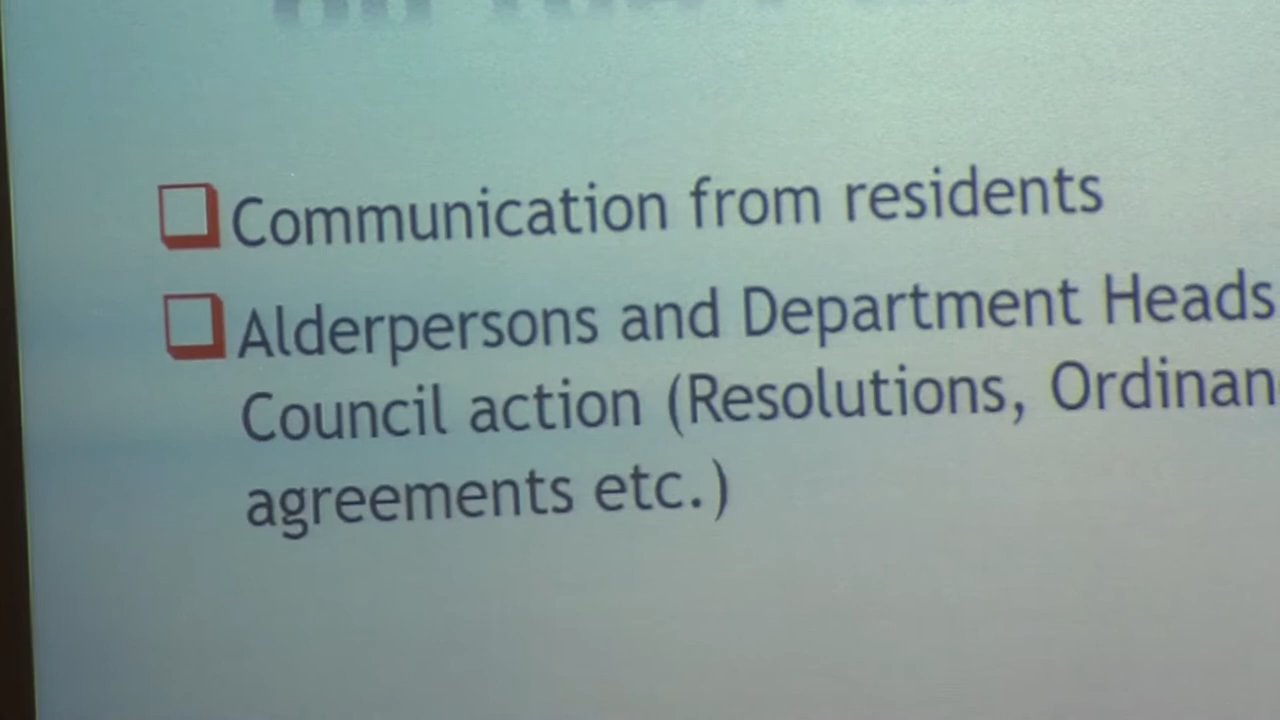 Communication from residents
Alderpersons and Department Heads
Council action (Resolutions, Ordinan
agreements etc.)